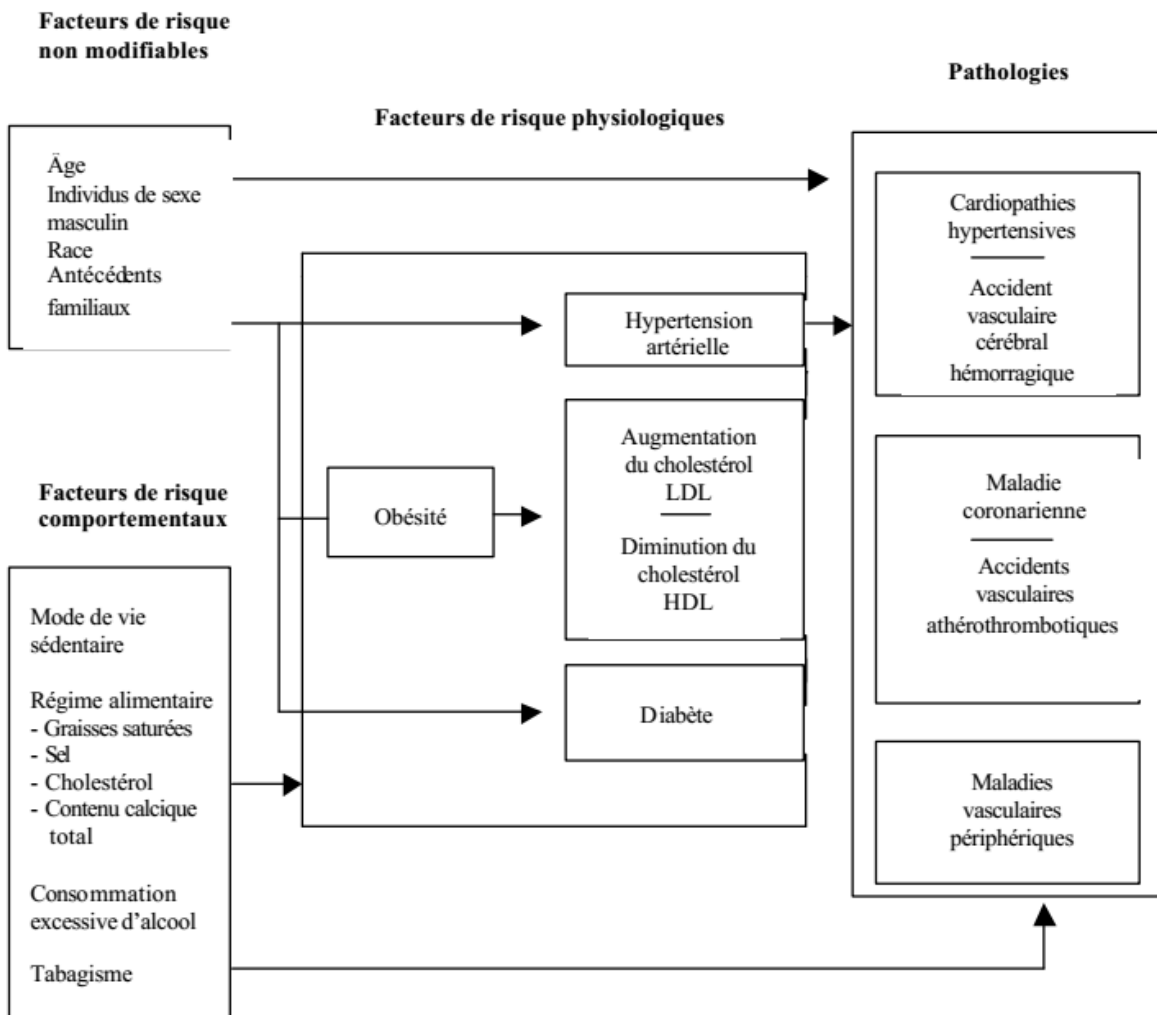 Facteurs de risque
non modifiables
Pathologies
Facteurs de risque physiologiques
Äge
Individus de sexe
masculin
Race
Antécédents
familiaux
Cardiopathies
hypertensives
Accident
vasculaire
cérébral
hémorragique
Hypertension
artérielle
Augmentation
du cholestérol
LDL
Diminution du
cholestérol
HDL
Obésité
Diabète
Maladie
coronarienne
Accidents
vasculaires
athérothrombotiques
Maladies
vasculaires
périphériques
Facteurs de risque
comportementaux
Mode de vie
sédentaire
Régime alimentaire
- Graisses saturées
- Sel
- Cholestérol
- Contenu calcique
total
Consommation
excessive d'alcool
Tabagisme